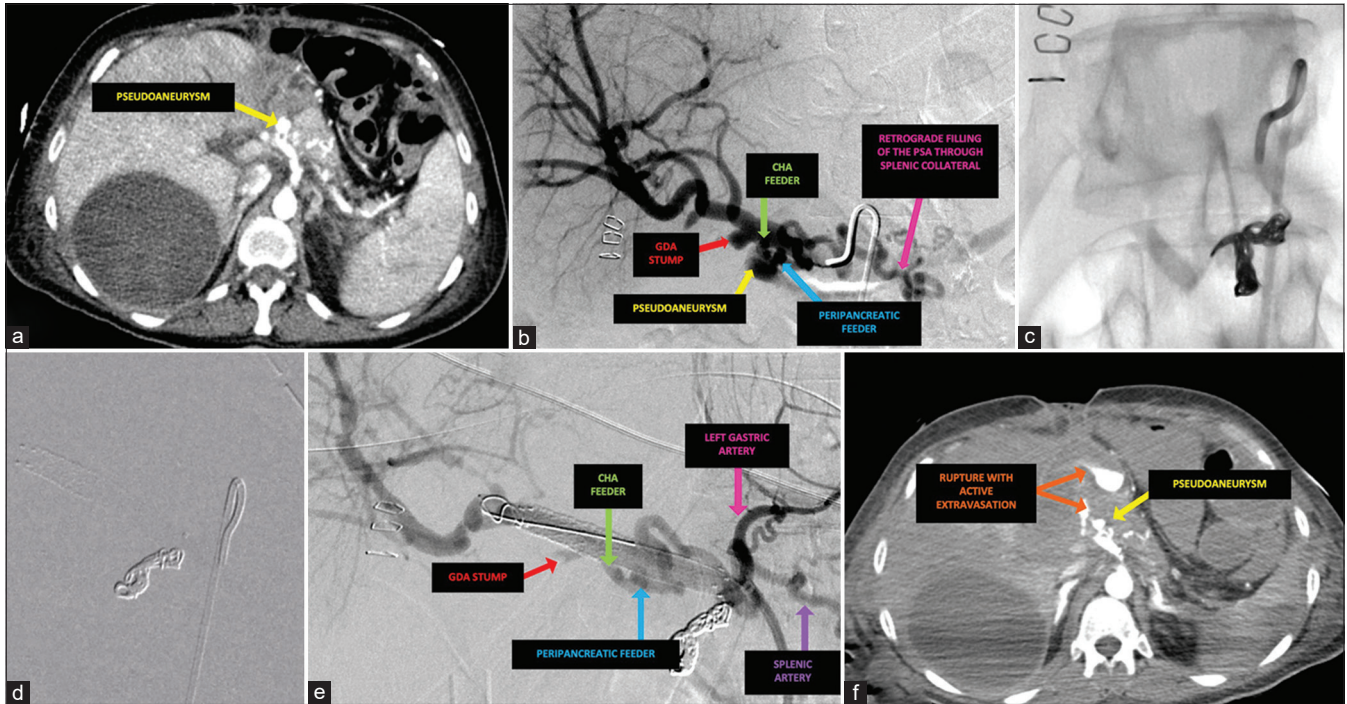 PSEUDOANEURYSM
a
CHA
FEEDER
RETROGRADE FILLING
OF THE PSA THROUGH
SPLENIC COLLATERAL
GDA
STUMP
PSEUDOANEURYSM
PERIPANCREATIC
FEEDER
b
c
d
LEFT GASTRIC
ARTERY
CHA
FEEDER
GDA STUMP
PERIPANCREATIC FEEDER
SPLENIC
ARTERY
e
RUPTURE WITH
ACTIVE
EXTRAVASATION
PSEUDOANEURYSM
f